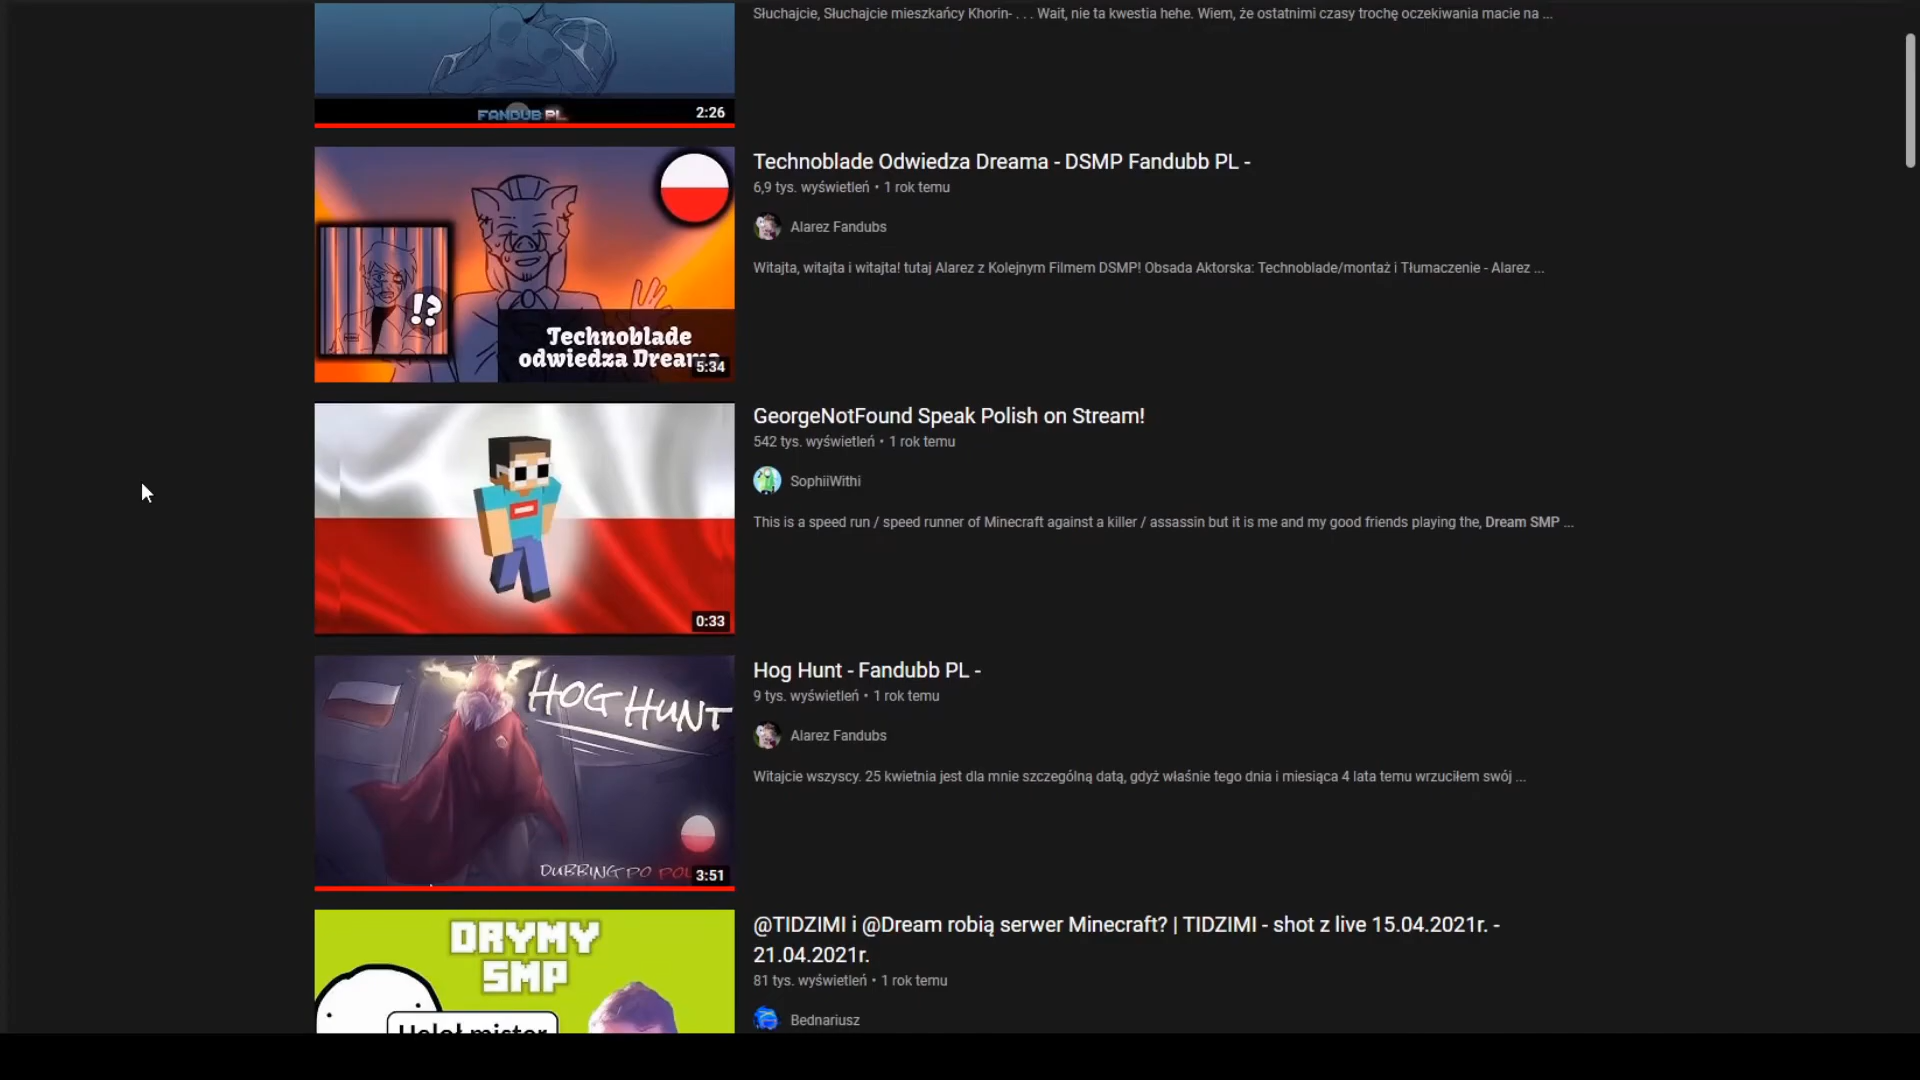 Słuchajcie, Słuchajcie mieszkańcy Khorin- . . . Wait, nie ta kwestia hehe. Wiem, że ostatnimi czasy trochę oczekiwania macie na ...
FANDUB PL
2:26
Technoblade Odwiedza Dreama - DSMP Fandubb PL -
6,9 tys. wyświetleń • 1 rok temu
Alarez Fandubs
Witajta, witajta i witajta! tutaj Alarez z Kolejnym Filmem DSMP! Obsada Aktorska: Technoblade/montaż i Tłumaczenie - Alarez ...
!?
Technoblade
odwiedza Dreama
5:34
GeorgeNotFound Speak Polish on Stream!
542 tys. wyświetleń • 1 rok temu
SophiiWithi
This is a speed run / speed runner of Minecraft against a killer / assassin but it is me and my good friends playing the, Dream SMP ...
0:33
Hog Hunt - Fandubb PL -
9 tys. wyświetleń • 1 rok temu
Alarez Fandubs
Witajcie wszyscy. 25 kwietnia jest dla mnie szczególną datą, gdyż właśnie tego dnia i miesiąca 4 lata temu wrzuciłem swój ...
HOG HUNT
DUBBING PO POL
3:51
@TIDZIMI i @Dream robią serwer Minecraft? | TIDZIMI - shot z live 15.04.2021r. -
21.04.2021r.
81 tys. wyświetleń • 1 rok temu
Bednariusz
DRYMY
SMP